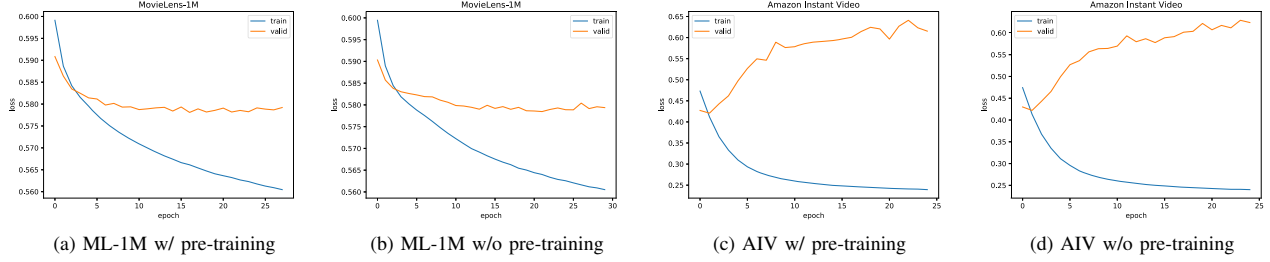 MovieLens-1M
0.600
0.595
0.590
0.585
0.580
0.575
0.570
0.565
0.560
loss
train
valid
0 5 10 15 20 25
epoch
(a) ML-1M w/ pre-training
MovieLens-1M
0.600
0.595
0.590
0.585
0.580
0.575
0.570
0.565
0.560
loss
train
valid
0 5 10 15 20 25 30
epoch
(b) ML-1M w/o pre-training
Amazon Instant Video
0.65
0.60
0.55
0.50
0.45
0.40
0.35
0.30
0.25
loss
train
valid
0 5 10 15 20 25
epoch
(c) AIV w/ pre-training
Amazon Instant Video
0.60
0.55
0.50
0.45
0.40
0.35
0.30
0.25
loss
train
valid
0 5 10 15 20 25
epoch
(d) AIV w/o pre-training